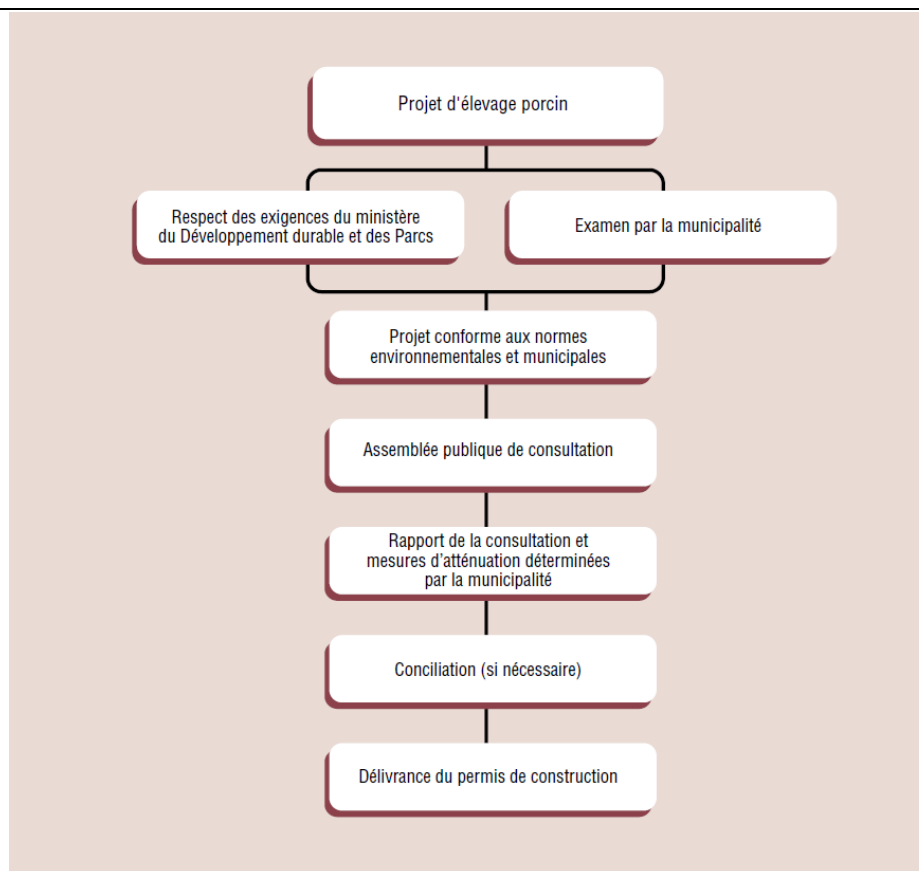 Projet d'élevage porcin
Respect des exigences du ministère
du Développement durable et des Parcs
Examen par la municipalité
Projet conforme aux normes
environnementales et municipales
Assemblée publique de consultation
Rapport de la consultation et
mesures d'atténuation déterminées
par la municipalité
Conciliation (si nécessaire)
Délivrance du permis de construction